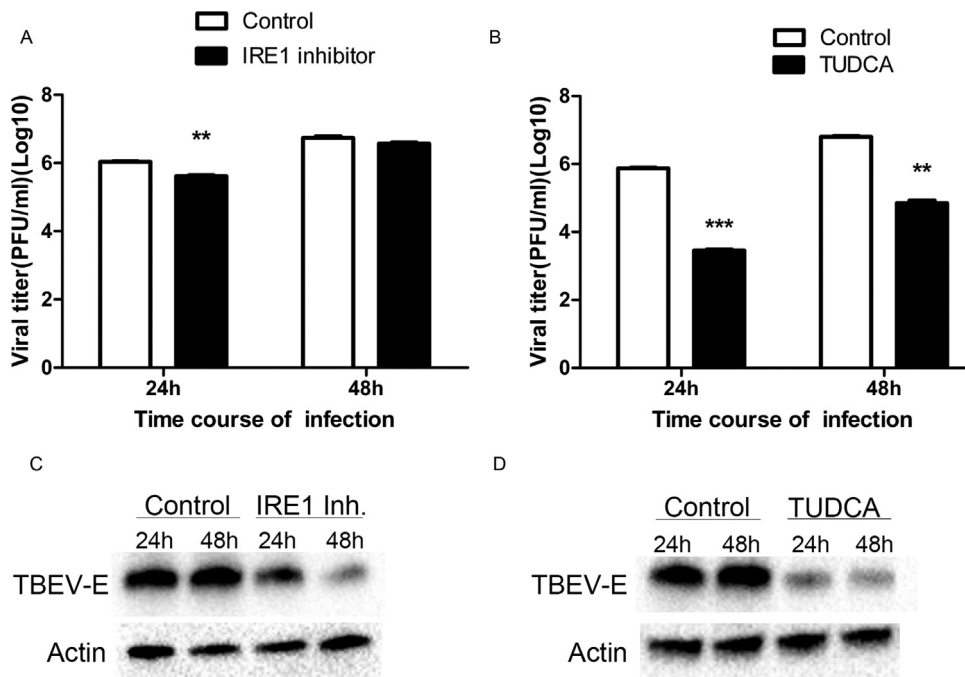 A
Control
IRE1 inhibitor
Viral titer(PFU/ml)(Log10)
8
6
4
2
0
**
24h
48h
Time course of infection
B
Control
TUDCA
Viral titer(PFU/ml)(Log10)
8
6
4
2
0
***
**
24h
48h
Time course of infection
C
Control IRE1 Inh.
24h 48h 24h 48h
TBEV-E
Actin
D
Control TUDCA
24h 48h 24h 48h
TBEV-E
Actin